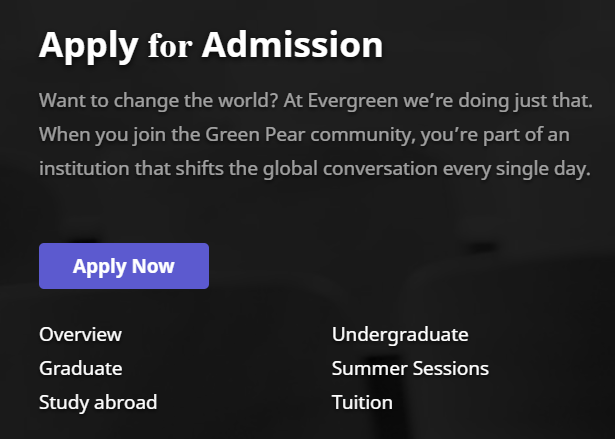 Apply for Admission
Want to change the world? At Evergreen we’re doing just that.
When you join the Green Pear community, you’re part of an
institution that shifts the global conversation every single day.
Apply Now
Overview
Undergraduate
Graduate
Summer Sessions
Study abroad
Tuition